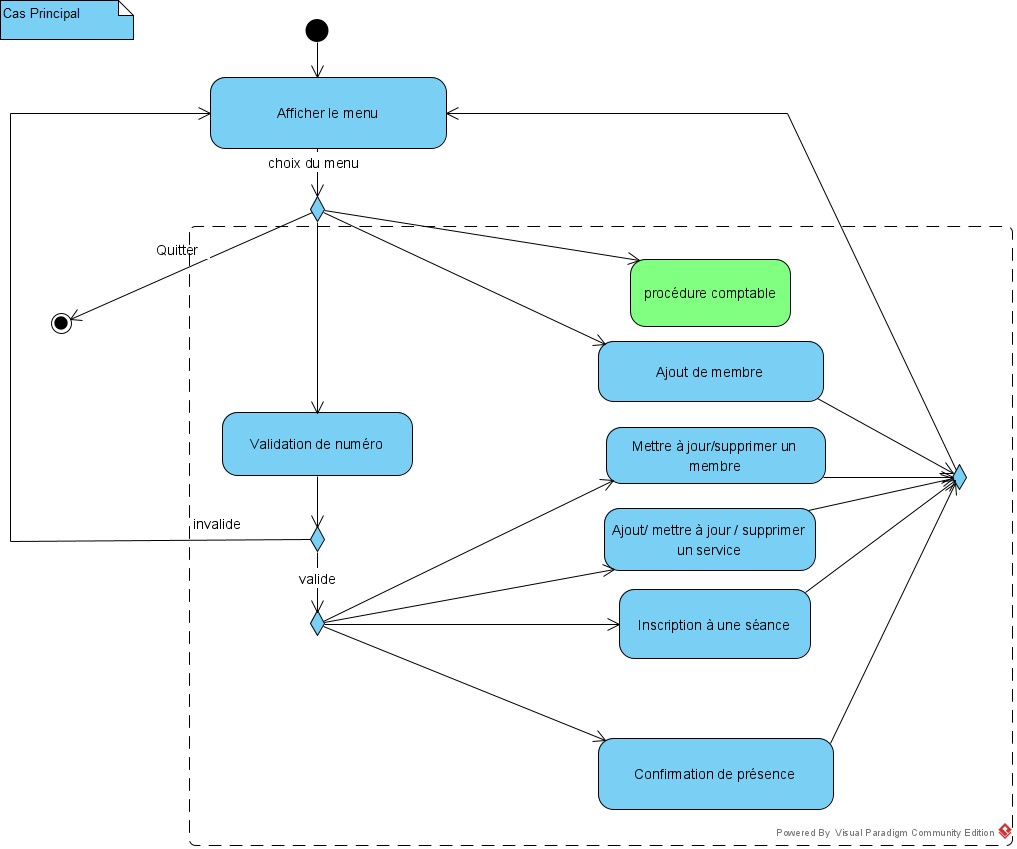 Cas Principal
Afficher le menu
choix du menu
Quitter
procédure comptable
Ajout de membre
Validation de numéro
Mettre à jour/supprimer un
membre
invalide
Ajout/ mettre à jour / supprimer
un service
valide
Inscription à une séance
Confirmation de présence
Powered By Visual Paradigm Community Edition